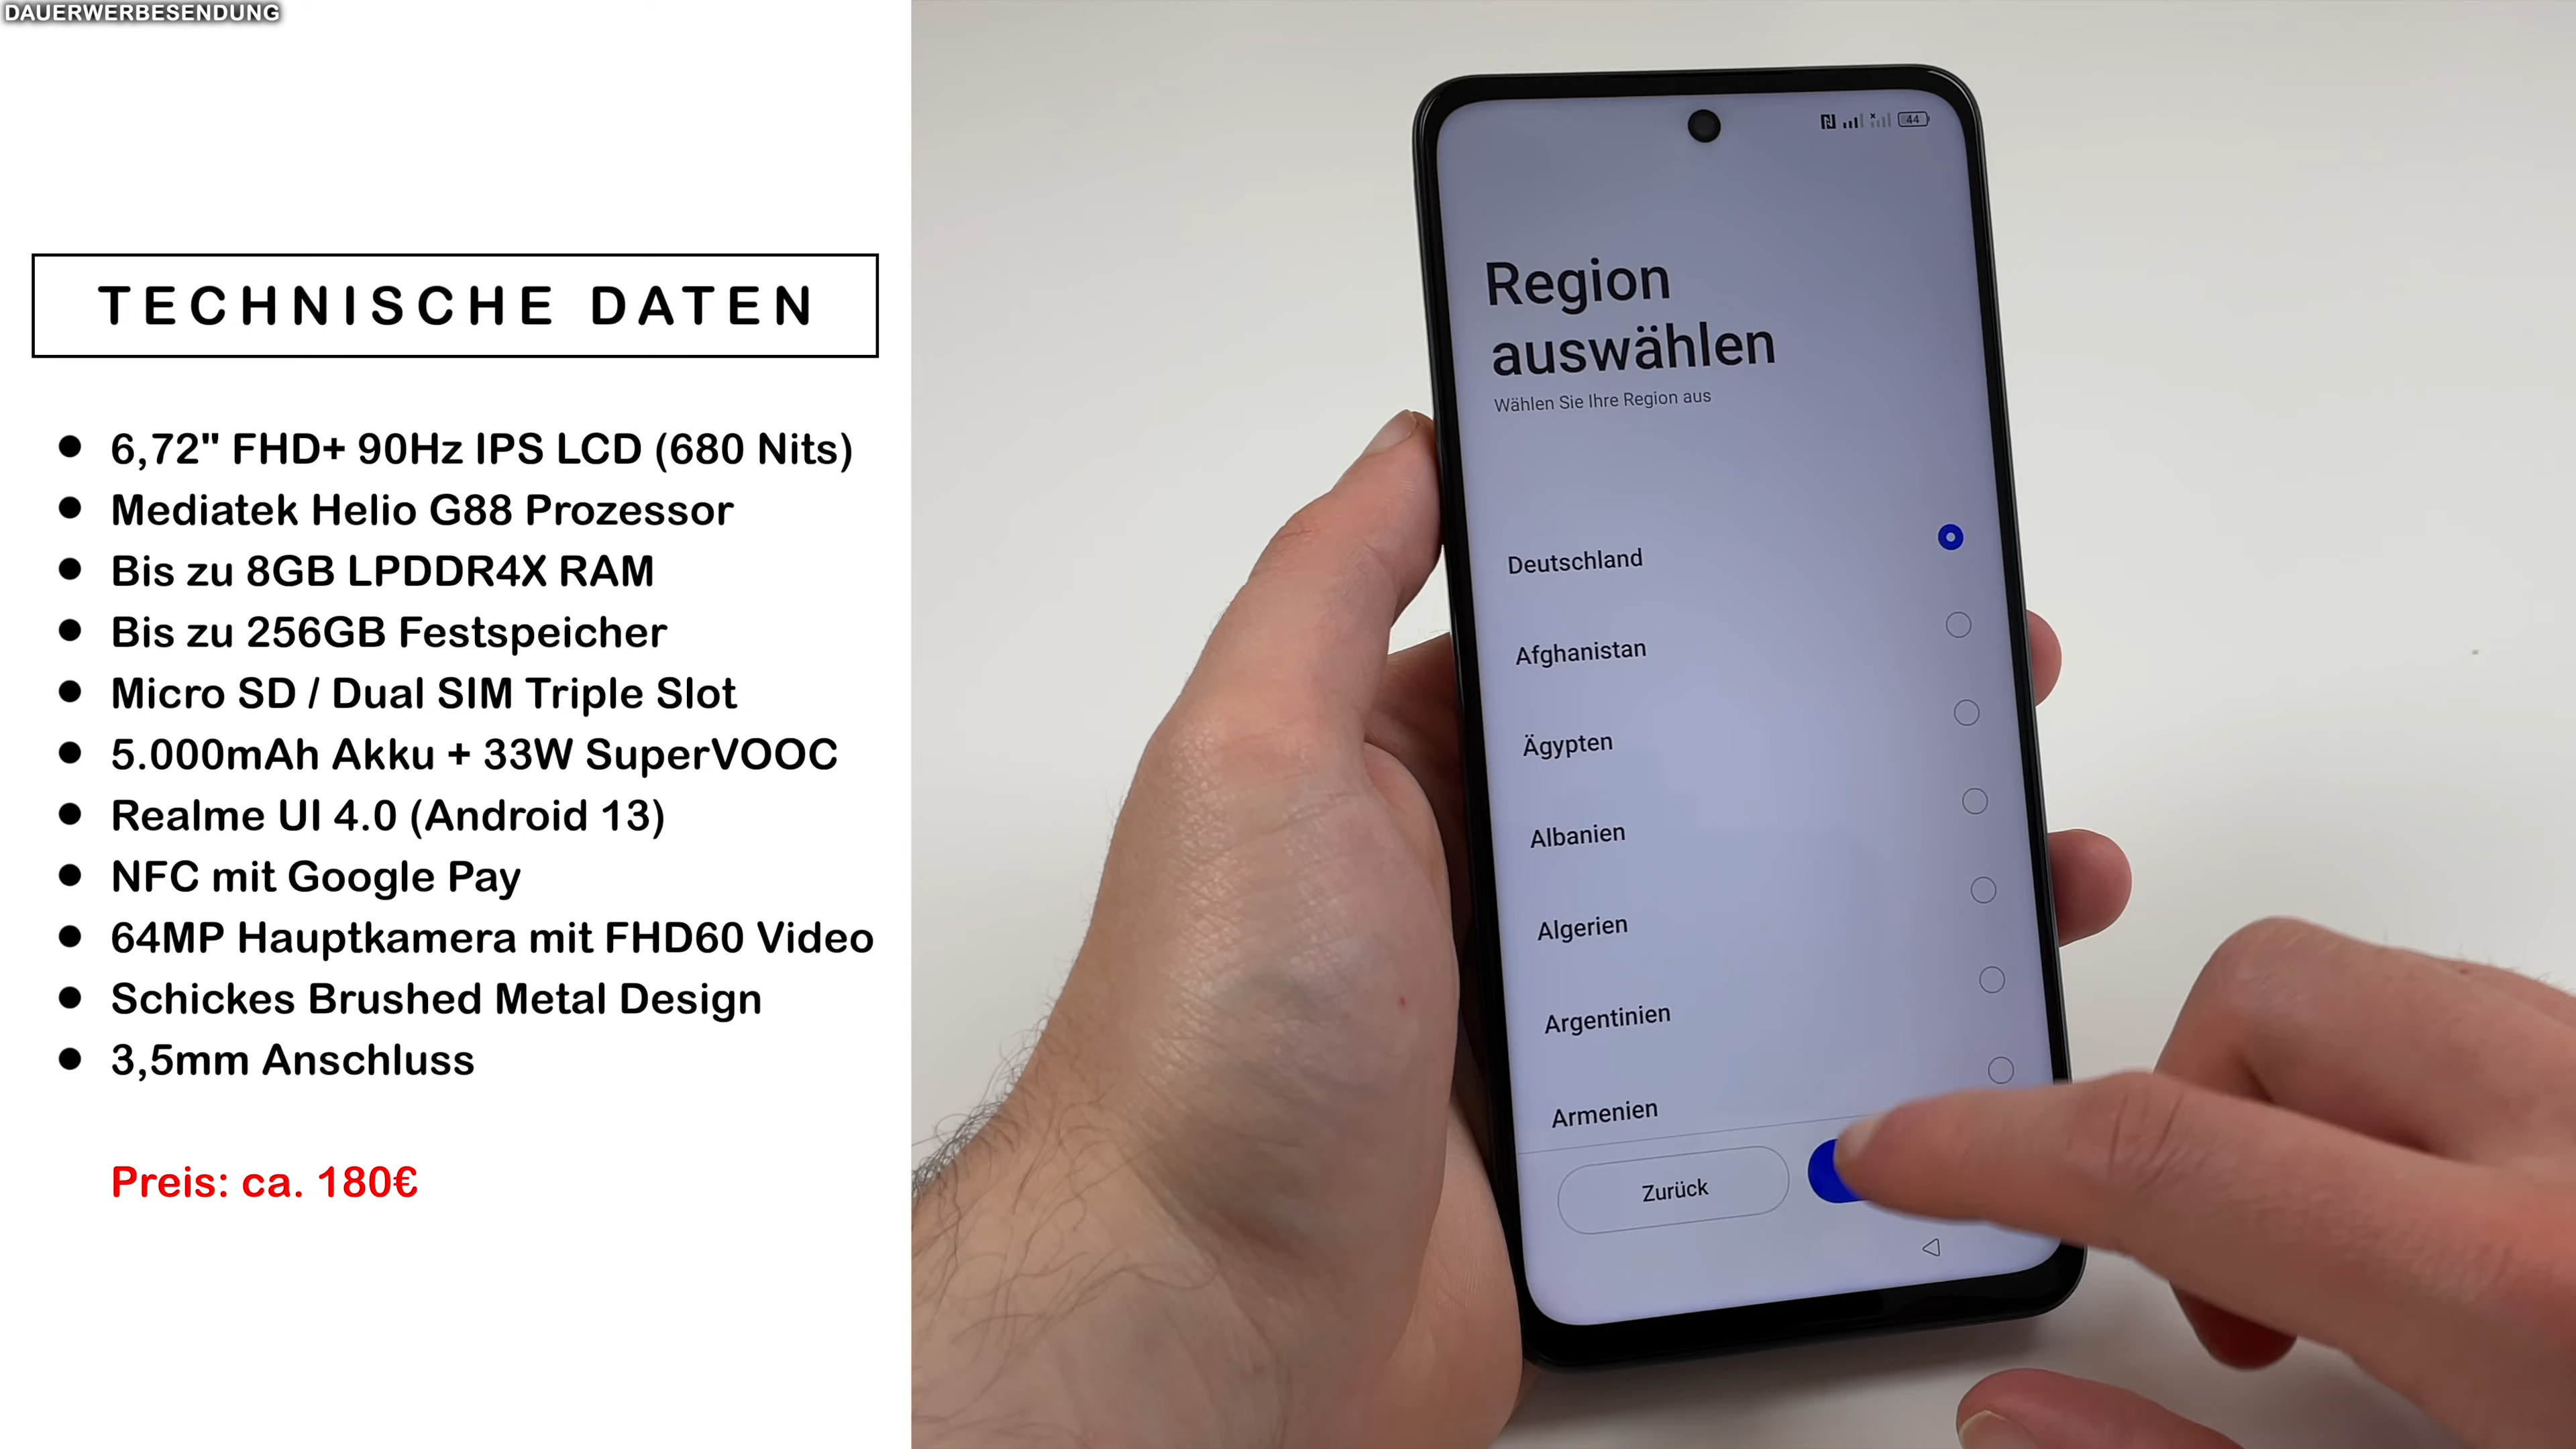 DAUERWERBESENDUNG
TECHNISCHE DATEN
● 6,72" FHD+ 90Hz IPS LCD (680 Nits)
● Mediatek Helio G88 Prozessor
● Bis zu 8GB LPDDR4X RAM
● Bis zu 256GB Festspeicher
● Micro SD / Dual SIM Triple Slot
● 5.000mAh Akku + 33W SuperVOOC
● Realme UI 4.0 (Android 13)
● NFC mit Google Pay
● 64MP Hauptkamera mit FHD60 Video
● Schickes Brushed Metal Design
● 3,5mm Anschluss
Preis: ca. 180€
44
Region
auswählen
Wählen Sie Ihre Region aus
Deutschland
Afghanistan
Ägypten
Albanien
Algerien
Argentinien
Armenien
Zurück